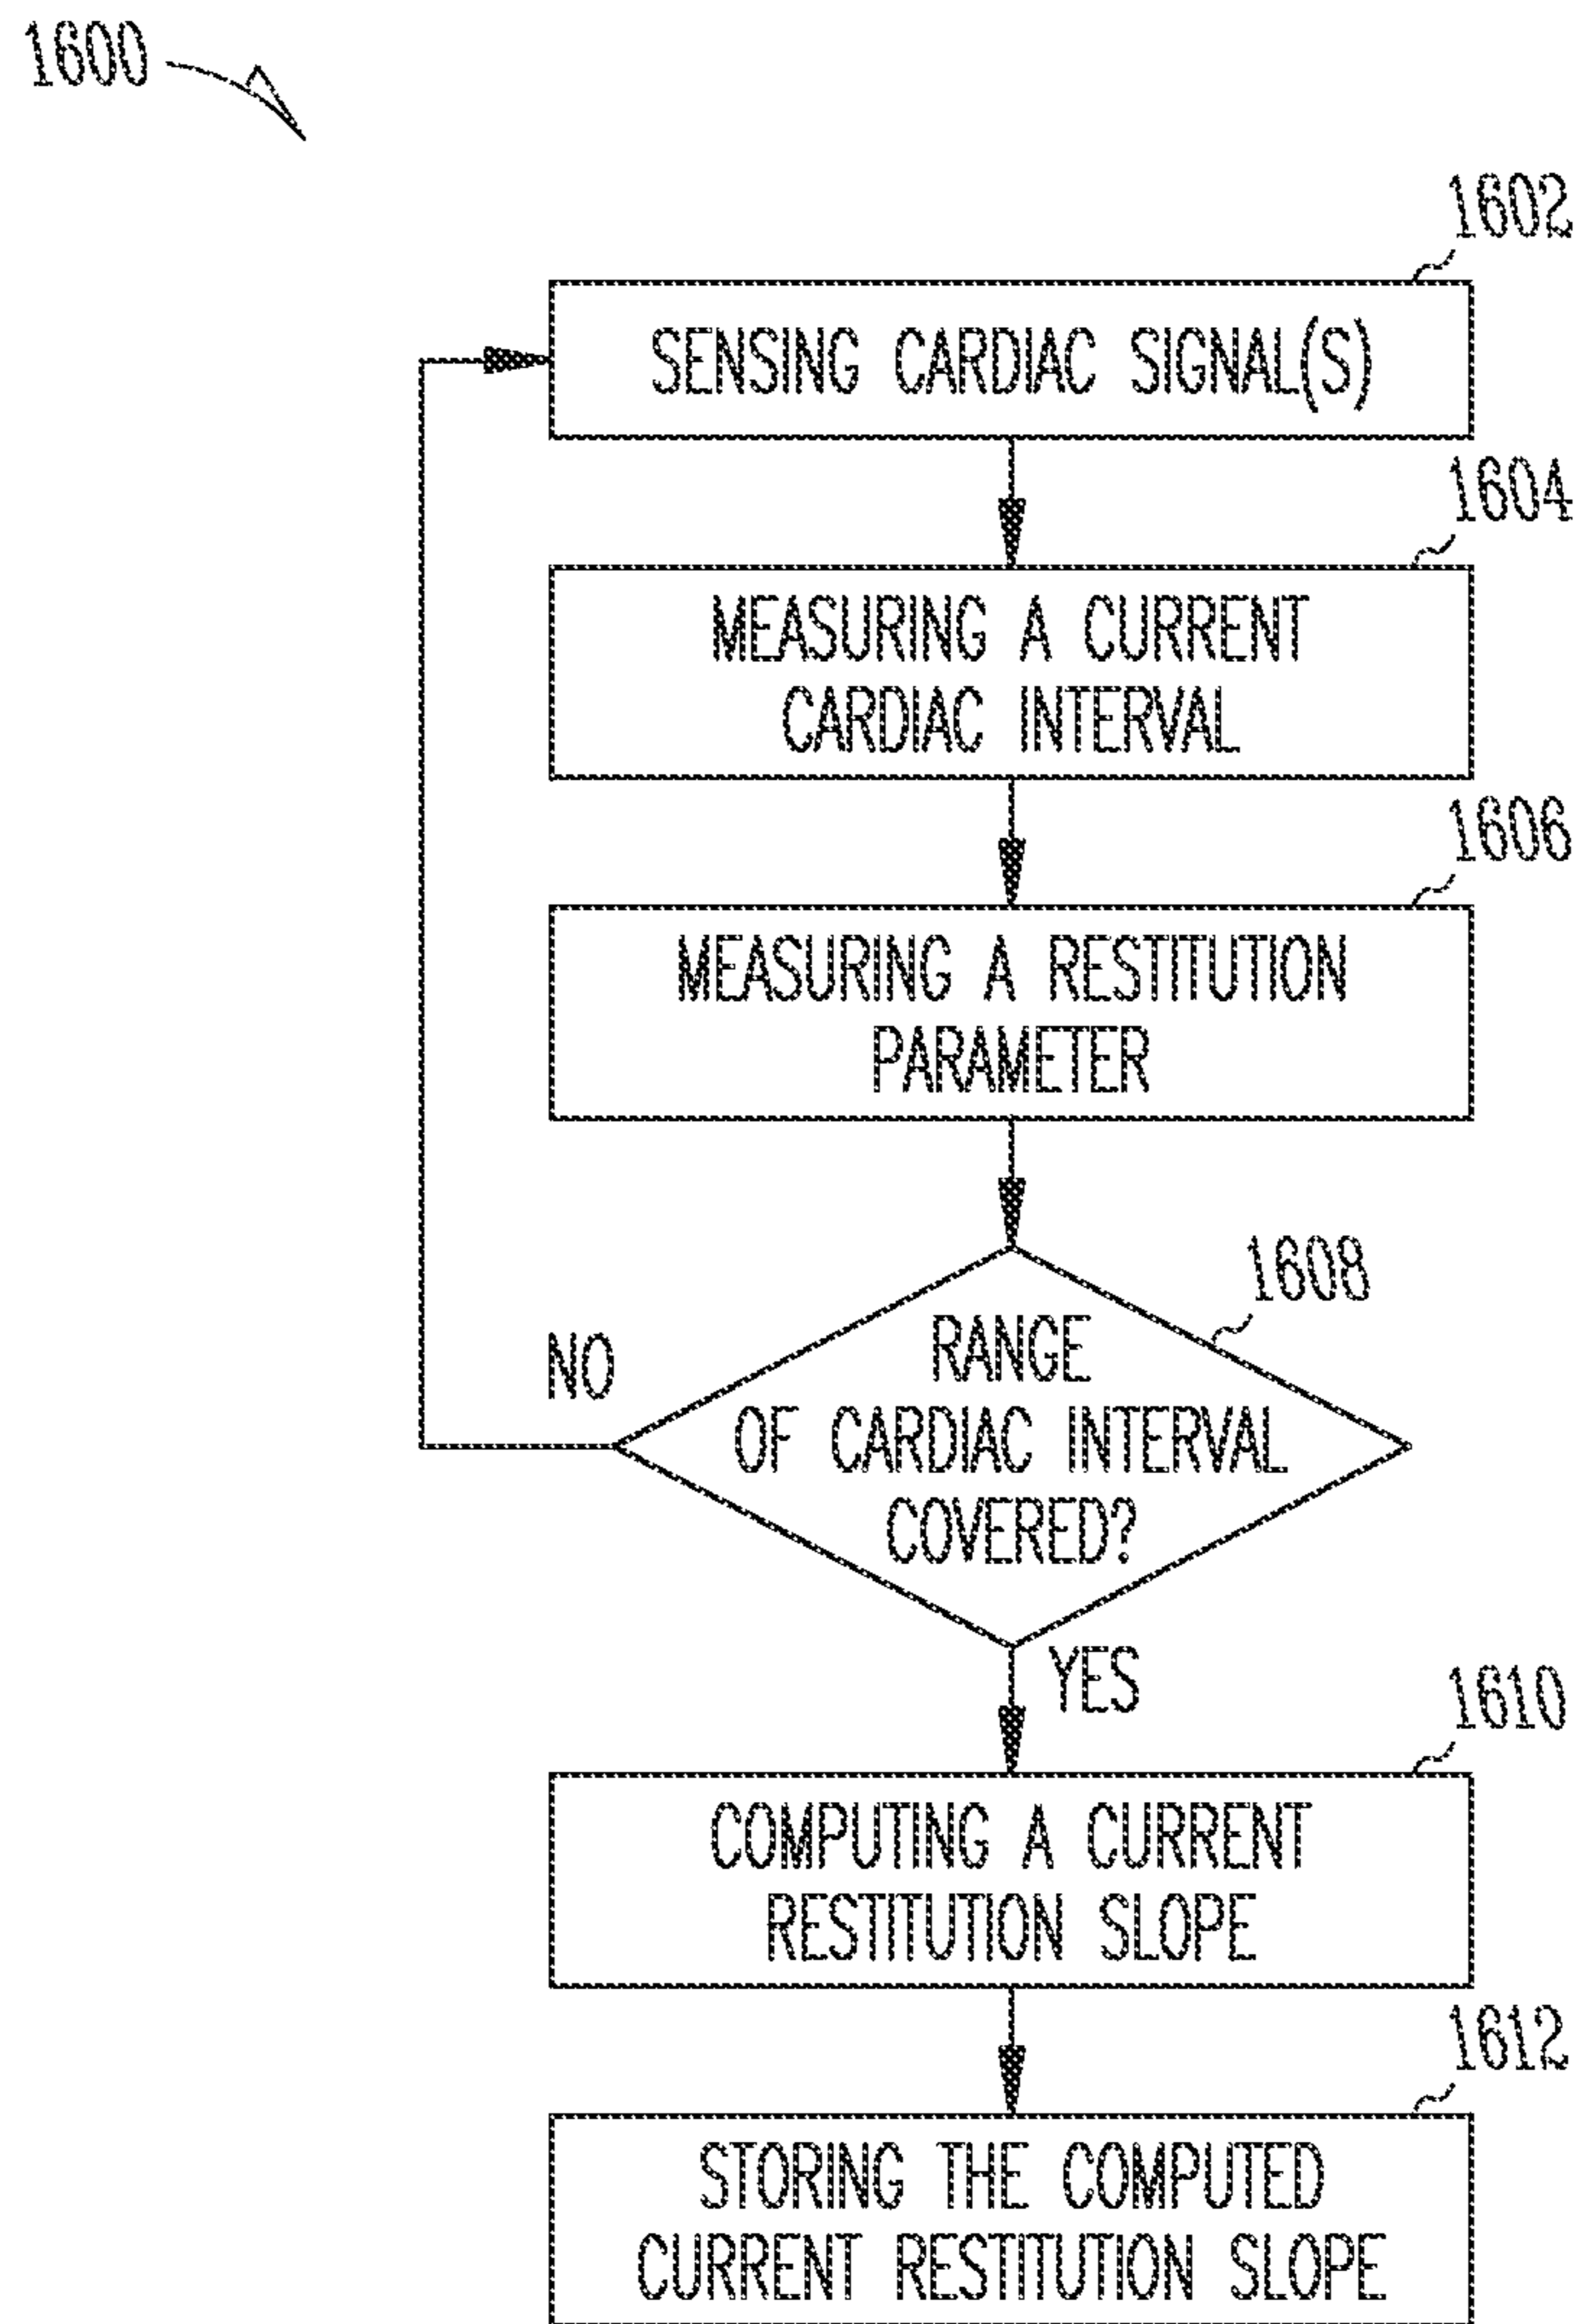 1600
1602
SENSING CARDIAC SIGNAL(S)
1604
MEASURING A CURRENT
CARDIAC INTERVAL
1606
MEASURING A RESTITUTION
PARAMETER
1608
RANGE
OF CARDIAC INTERVAL
COVERED?
NO
YES
1610
COMPUTING A CURRENT
RESTITUTION SLOPE
1612
STORING THE COMPUTED
CURRENT RESTITUTION SLOPE